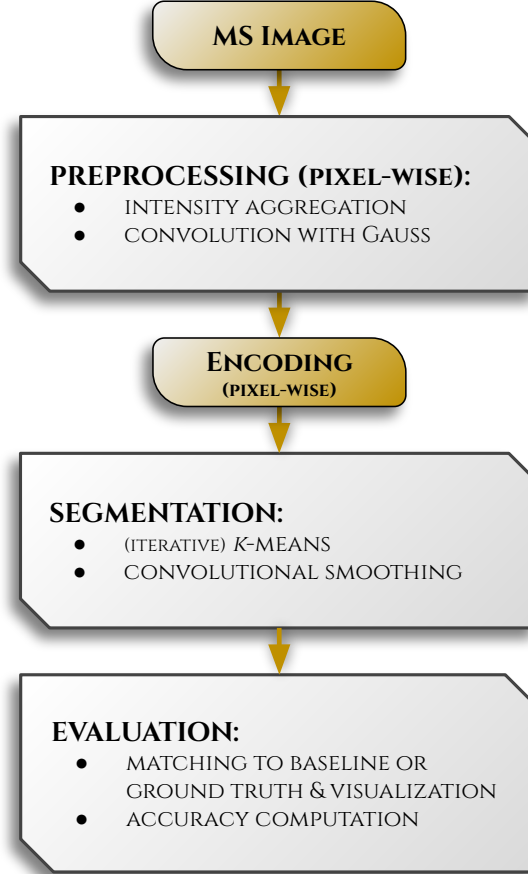 MS Image
PREPROCESSING (PIXEL-WISE):
● INTENSITY AGGREGATION
● CONVOLUTION WITH GAUSS
ENCODING
(PIXEL-WISE)
SEGMENTATION:
● (ITERATIVE) K-MEANS
● CONVOLUTIONAL SMOOTHING
EVALUATION:
● MATCHING TO BASELINE OR
GROUND TRUTH & VISUALIZATION
● ACCURACY COMPUTATION